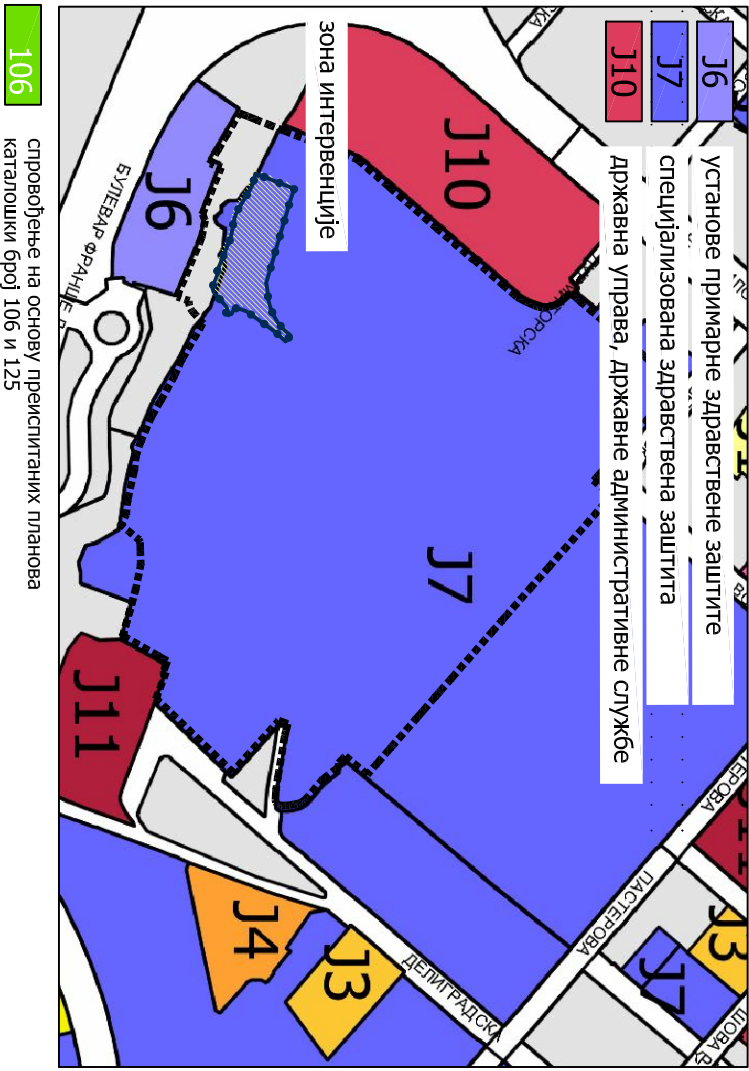 J6 установе примарне здравствене заштите
J7 специјализована здравствена заштита
J10 државна управа, државне административне службе
зона интервенције
J10
J6
J7
J11
J4
J3
J3
J7
БУЛЕВАР ФРАНШЕ
ПАСТЕРОВА
ДЕЛИГРАДСКА
106 спровођење на основу преиспитаних планова
каталошки број 106 и 125